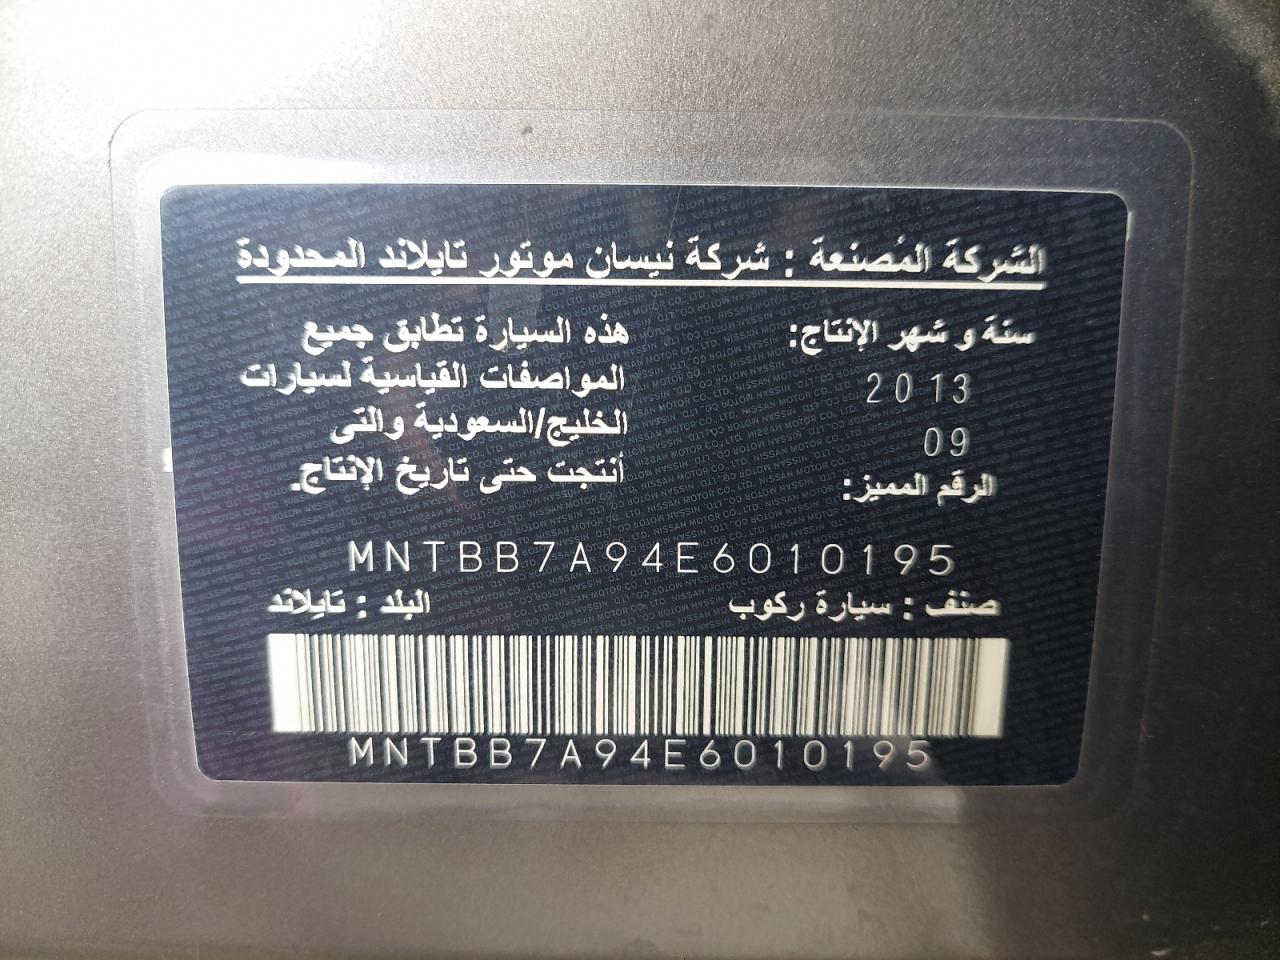 الشركة المُصنعة : شركة نيسان موتور تايلاند المحدودة
سنة و شهر الإنتاج:
2013
09
الرقم المميز:
هذه السيارة تطابق جميع
المواصفات القياسية لسيارات
الخليج/السعودية والتى
أنتجت حتى تاريخ الإنتاج.
MNTBB7A94E6010195
صنف : سيارة ركوب
البلد : تايلاند
MNTBB7A94E6010195